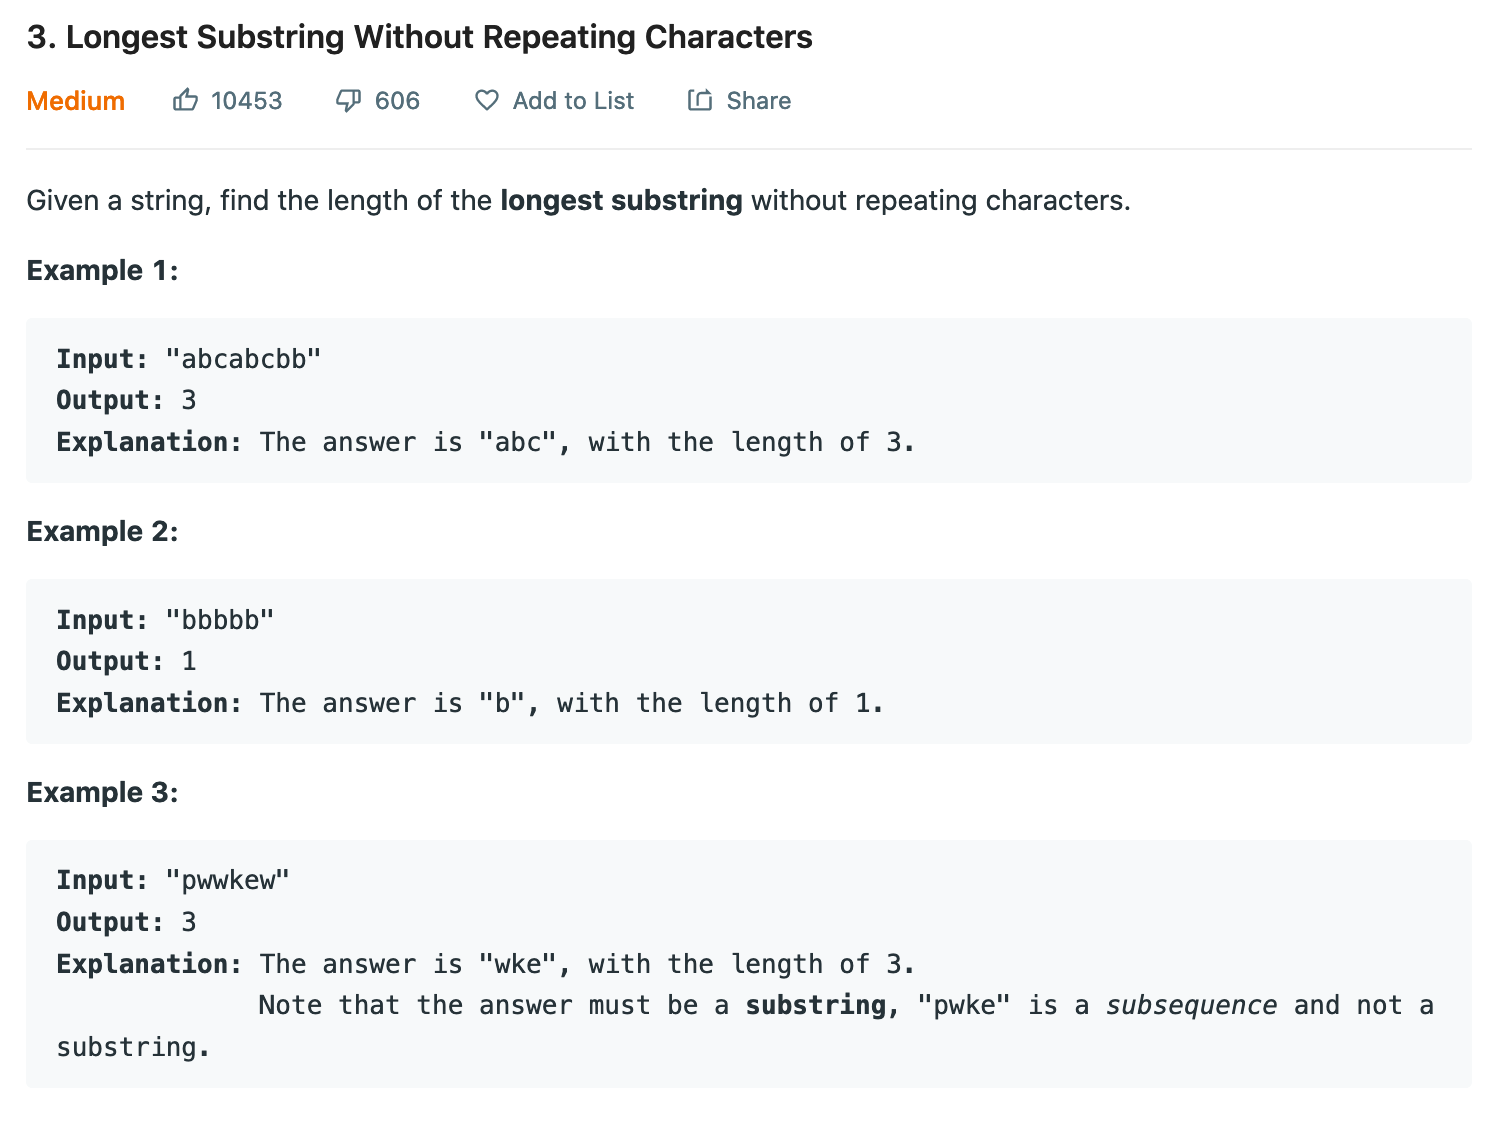 3. Longest Substring Without Repeating Characters
Medium 10453 606 Add to List Share
Given a string, find the length of the longest substring without repeating characters.
Example 1:
Input: "abcabcbb"
Output: 3
Explanation: The answer is "abc", with the length of 3.
Example 2:
Input: "bbbbb"
Output: 1
Explanation: The answer is "b", with the length of 1.
Example 3:
Input: "pwwkew"
Output: 3
Explanation: The answer is "wke", with the length of 3.
Note that the answer must be a substring, "pwke" is a subsequence and not a
substring.